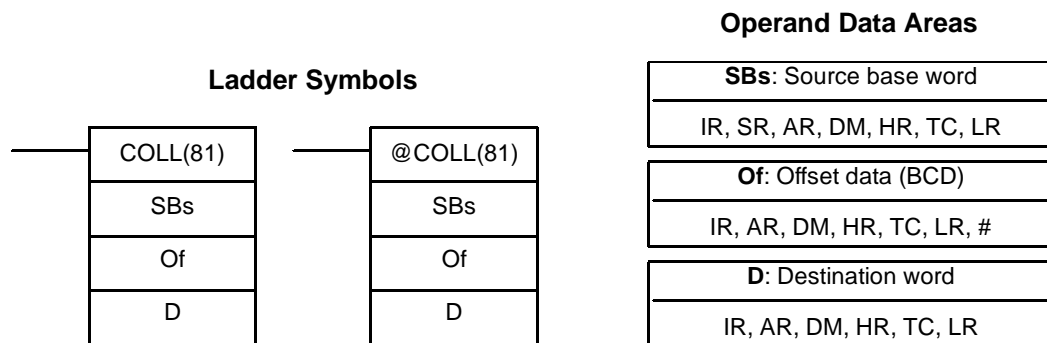 Operand Data Areas
Ladder Symbols
SBs: Source base word
IR, SR, AR, DM, HR, TC, LR
COLL(81)
@COLL(81)
Of: Offset data (BCD)
SBs
SBs
IR, AR, DM, HR, TC, LR, #
Of
Of
D: Destination word
D
D
IR, AR, DM, HR, TC, LR